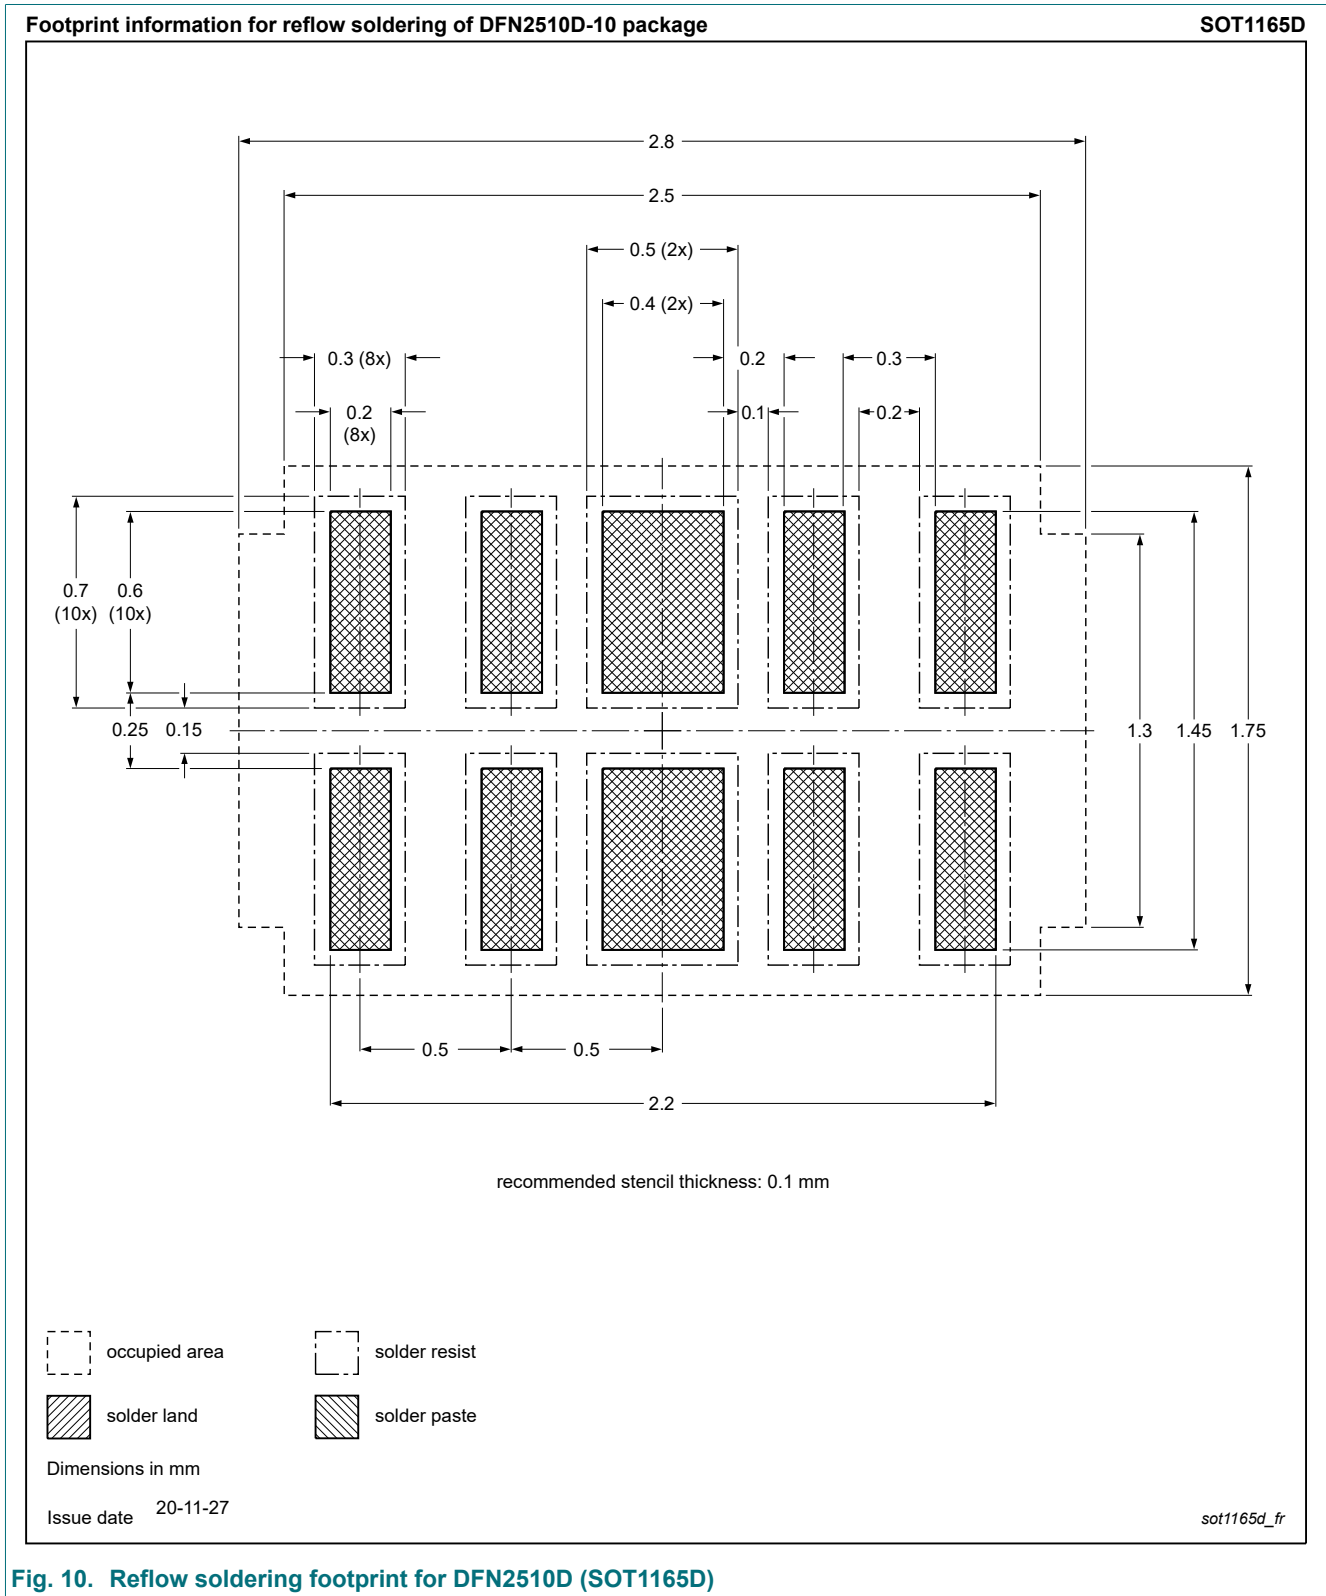 Footprint information for reflow soldering of DFN2510D-10 package SOT1165D
2.8
2.5
0.5 (2x)
0.4 (2x)
0.3 (8x) 0.2 0.3
0.2 0.1 0.2
(8x)
0.7 0.6
(10x) (10x)
0.25 0.15 1.3 1.45 1.75
0.5 0.5
2.2
recommended stencil thickness: 0.1 mm
occupied area solder resist
solder land solder paste
Dimensions in mm
Issue date 20-11-27 sot1165d_fr
Fig. 10. Reflow soldering footprint for DFN2510D (SOT1165D)